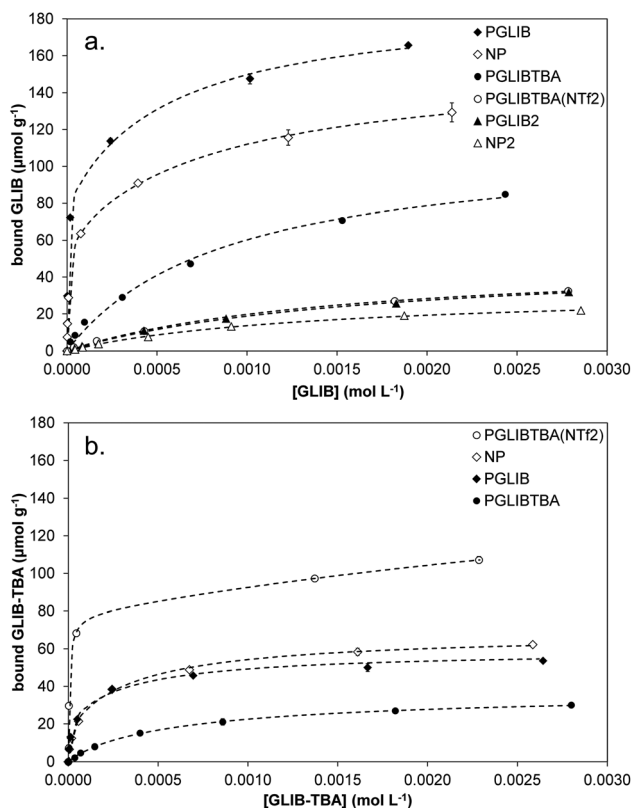 a.
PGLIB
NP
PGLIBTBA
PGLIBTBA(NTf2)
PGLIB2
NP2
bound GLIB (µmol g⁻¹)
180
160
140
120
100
80
60
40
20
0
0.0000 0.0005 0.0010 0.0015 0.0020 0.0025 0.0030
[GLIB] (mol L⁻¹)
b.
PGLIBTBA(NTf2)
NP
PGLIB
PGLIBTBA
bound GLIB-TBA (µmol g⁻¹)
180
160
140
120
100
80
60
40
20
0
0.0000 0.0005 0.0010 0.0015 0.0020 0.0025 0.0030
[GLIB-TBA] (mol L⁻¹)